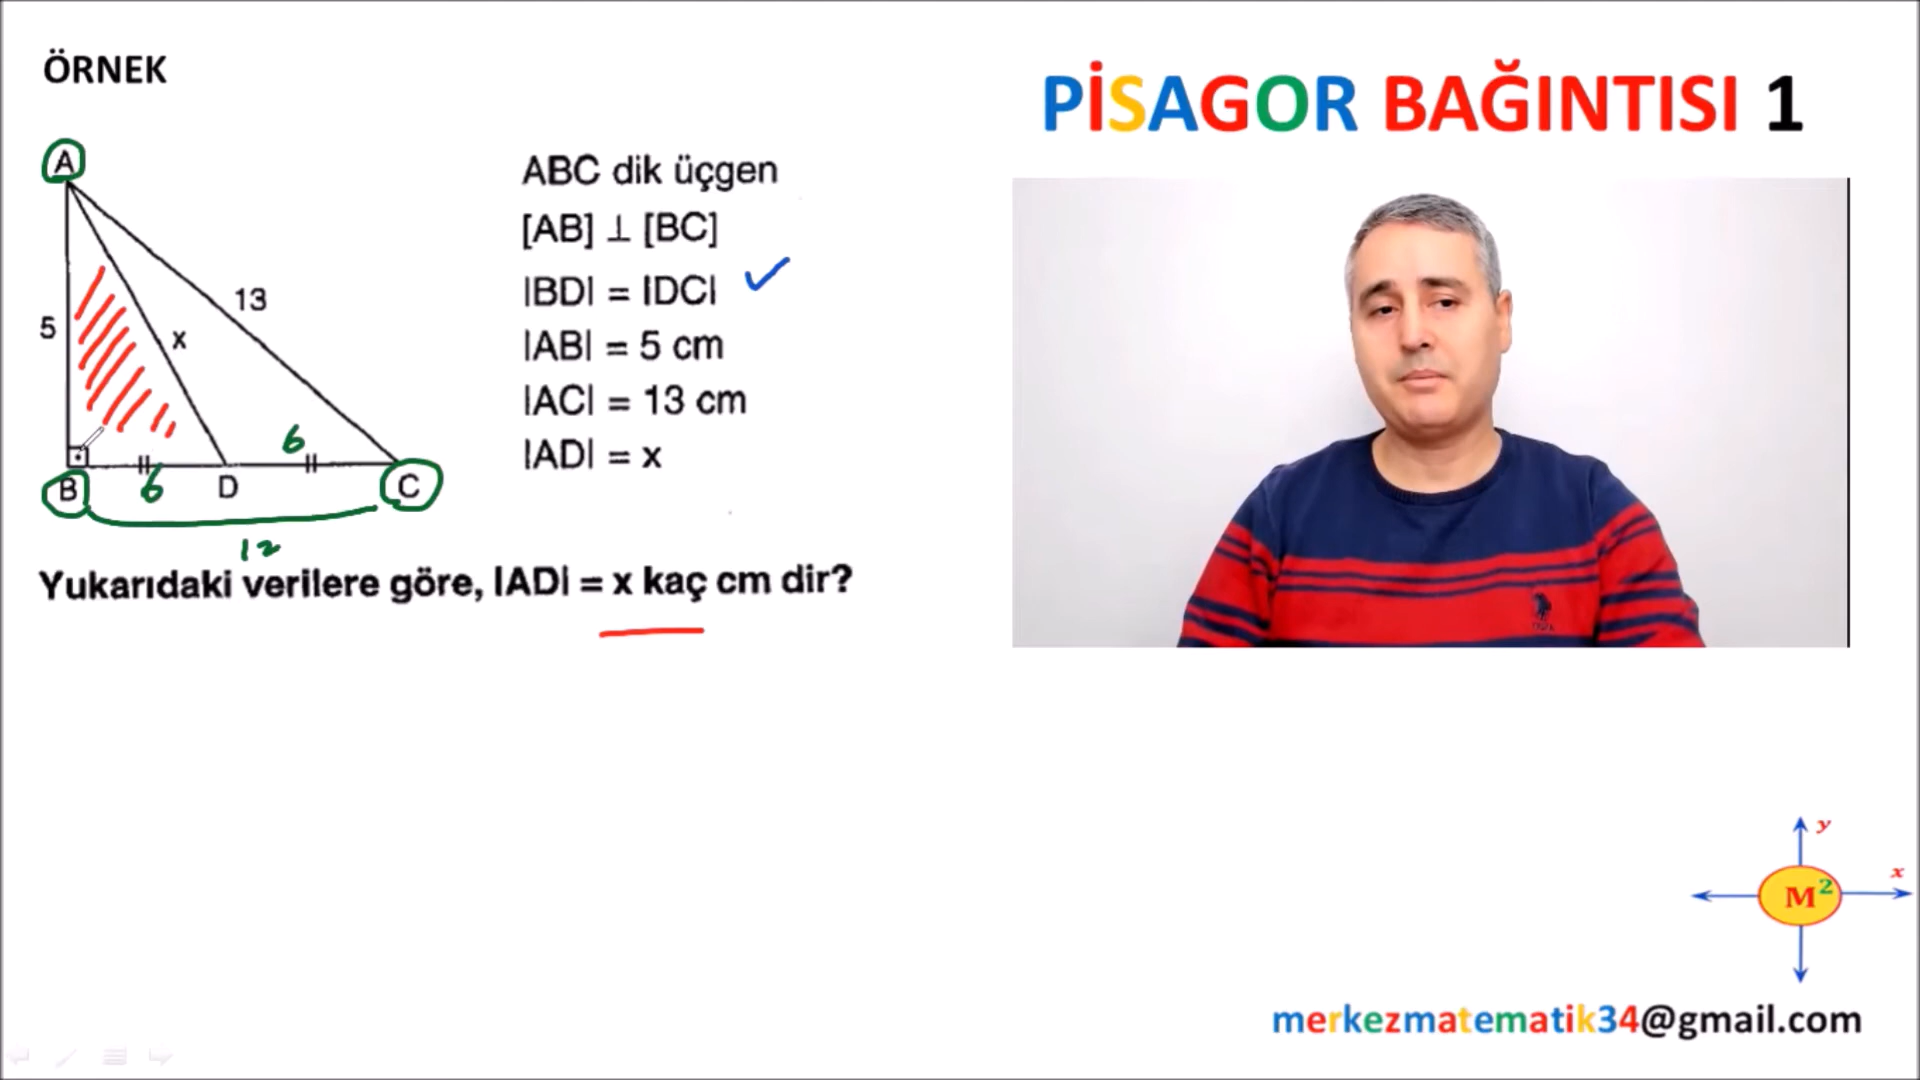 ÖRNEK
PİSAGOR BAĞINTISI 1
A
5
x
13
6
B
6
D
C
12
ABC dik üçgen
[AB] ⊥ [BC]
|BD| = |DC|
|AB| = 5 cm
|AC| = 13 cm
|AD| = x
Yukarıdaki verilere göre, |AD| = x kaç cm dir?
y
x
M²
merkezmatematik34@gmail.com